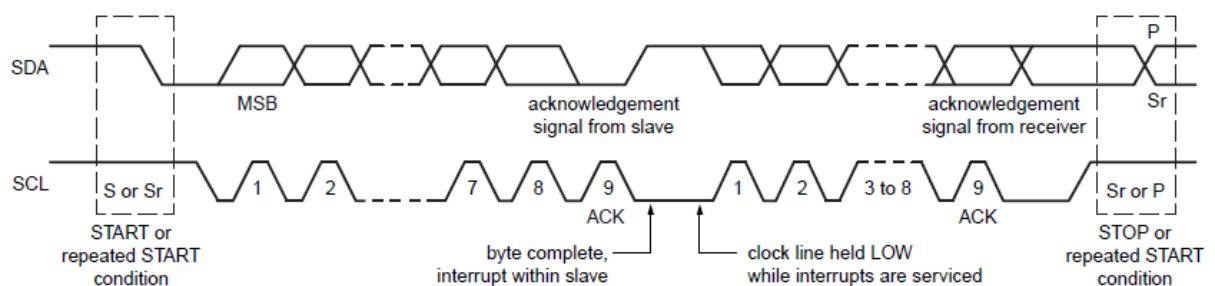 P
SDA
MSB
acknowledgement
signal from slave
acknowledgement
signal from receiver
Sr
SCL
S or Sr
1
2
7
8
9
1
2
3 to 8
9
Sr or P
ACK
ACK
START or
repeated START
condition
byte complete,
interrupt within slave
clock line held LOW
while interrupts are serviced
STOP or
repeated START
condition